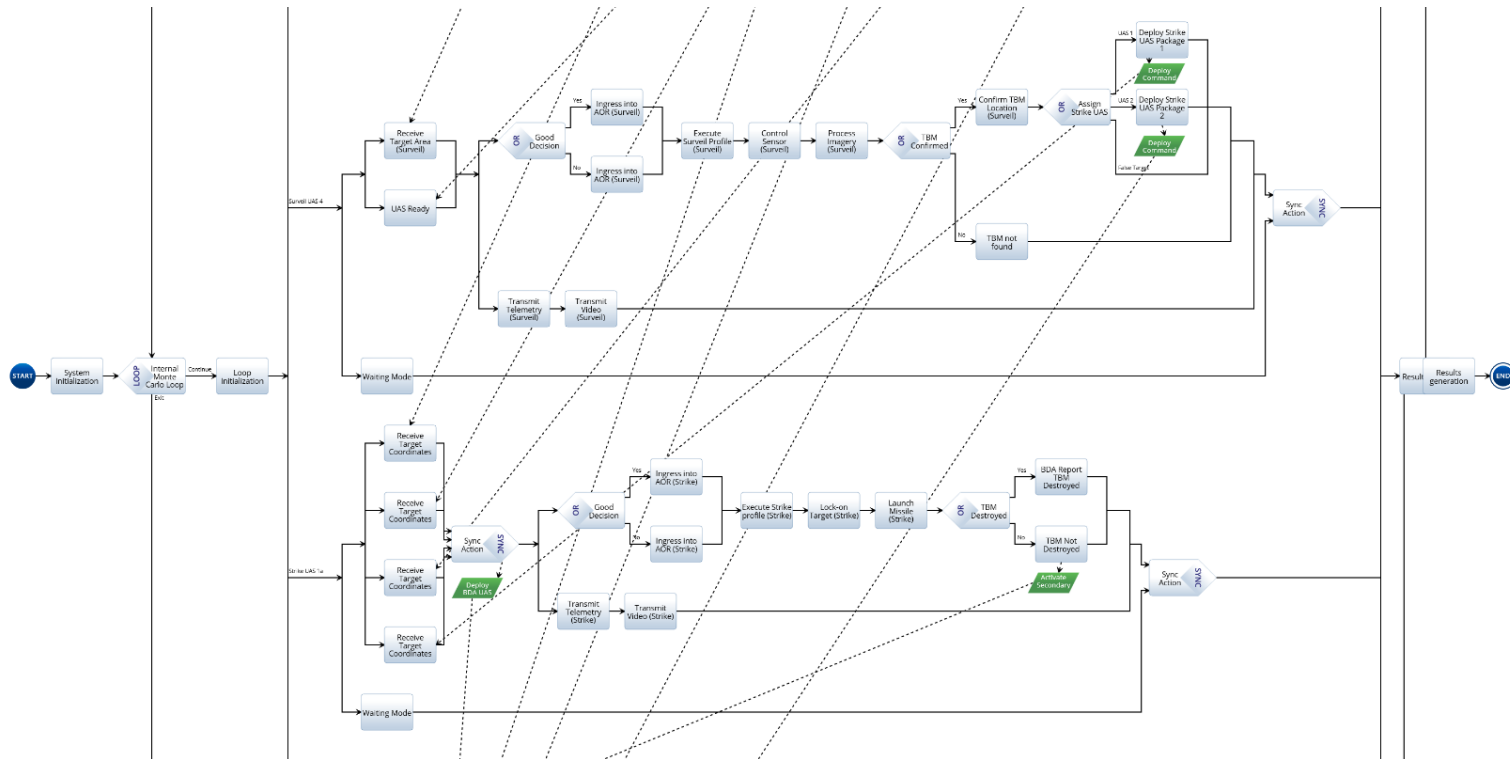 START
System
Initialization
LOOP
Internal
Monte
Carlo Loop
Continue
Exit
Loop
Initialization
Surveil UAS 4
Receive
Target Area
(Surveil)
UAS Ready
OR
Good
Decision
Yes
No
Ingress into
AOR (Surveil)
Ingress into
AOR (Surveil)
Execute
Surveil Profile
(Surveil)
Control
Sensor
(Surveil)
Process
Imagery
(Surveil)
OR
TBM
Confirmed
Yes
No
Confirm TBM
Location
(Surveil)
TBM not
found
OR
Assign
Strike UAS
UAS 1
UAS 2
False Target
Deploy Strike
UAS Package
1
Deploy
Command
Deploy Strike
UAS Package
2
Deploy
Command
Transmit
Telemetry
(Surveil)
Transmit
Video
(Surveil)
Waiting Mode
Sync
Action
SYNC
Result
Results
generation
END
Strike UAS 1a
Receive
Target
Coordinates
Receive
Target
Coordinates
Receive
Target
Coordinates
Receive
Target
Coordinates
Sync
Action
SYNC
Deploy
BDA UAS
OR
Good
Decision
Yes
No
Ingress into
AOR (Strike)
Ingress into
AOR (Strike)
Execute Strike
profile (Strike)
Lock-on
Target (Strike)
Launch
Missile
(Strike)
OR
TBM
Destroyed
Yes
No
BDA Report
TBM
Destroyed
TBM Not
Destroyed
Activate
Secondary
Transmit
Telemetry
(Strike)
Transmit
Video (Strike)
Waiting Mode
Sync
Action
SYNC